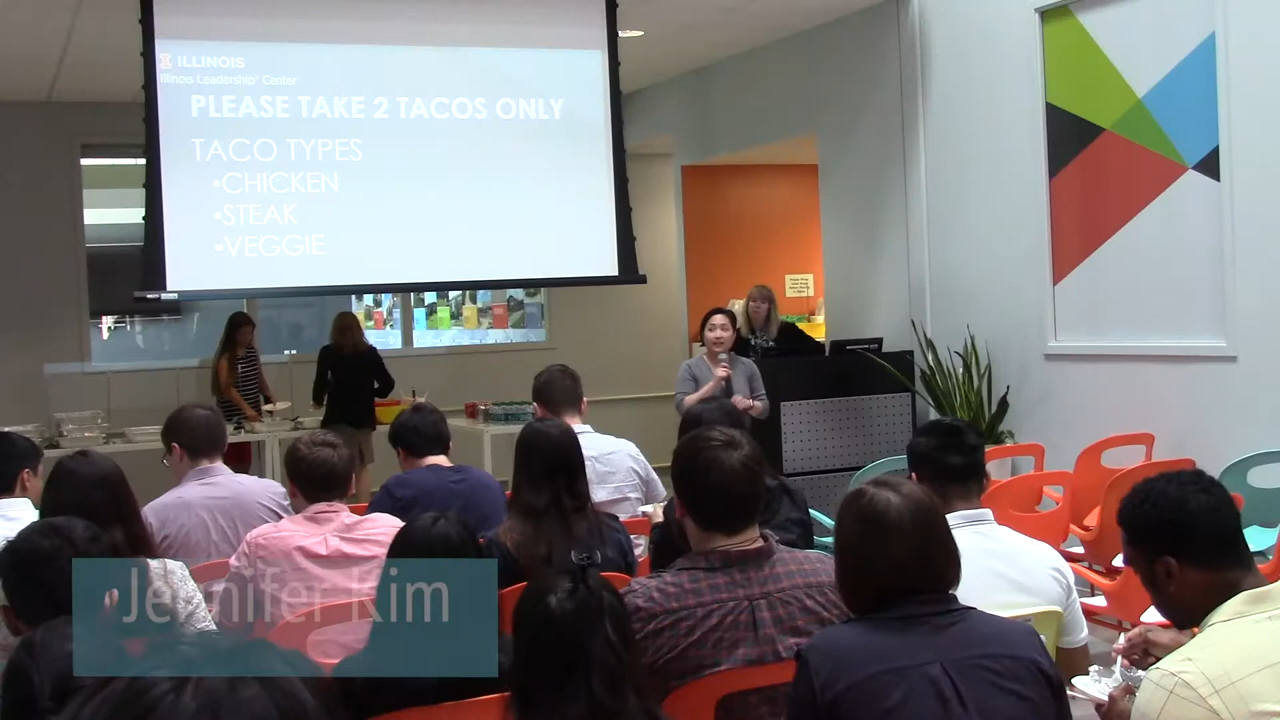 ILLINOIS
Illinois Leadership® Center
PLEASE TAKE 2 TACOS ONLY
TACO TYPES
•CHICKEN
•STEAK
•VEGGIE
Jennifer Kim